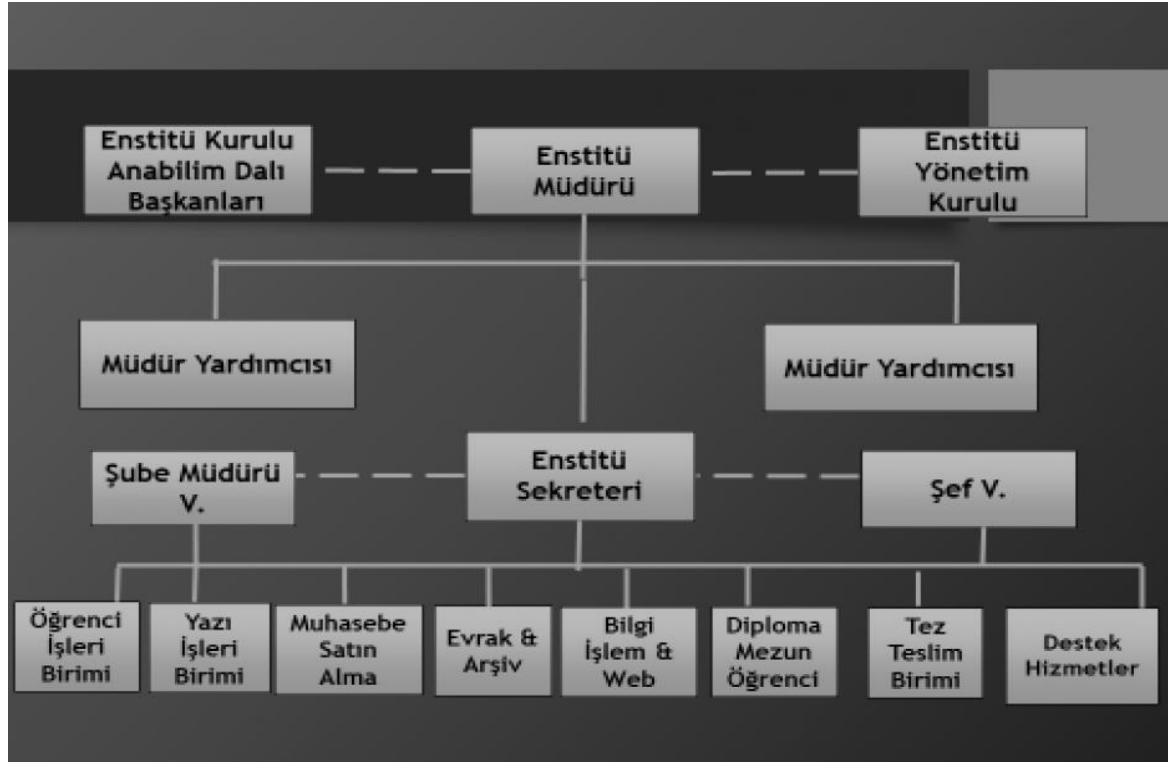 Enstitü Kurulu
Anabilim Dalı
Başkanları
Enstitü
Müdürü
Enstitü
Yönetim
Kurulu
Müdür Yardımcısı
Müdür Yardımcısı
Şube Müdürü
V.
Enstitü
Sekreteri
Şef V.
Öğrenci
İşleri
Birimi
Yazı
İşleri
Birimi
Muhasebe
Satın
Alma
Evrak &
Arşiv
Bilgi
İşlem &
Web
Diploma
Mezun
Öğrenci
Tez
Teslim
Birimi
Destek
Hizmetler